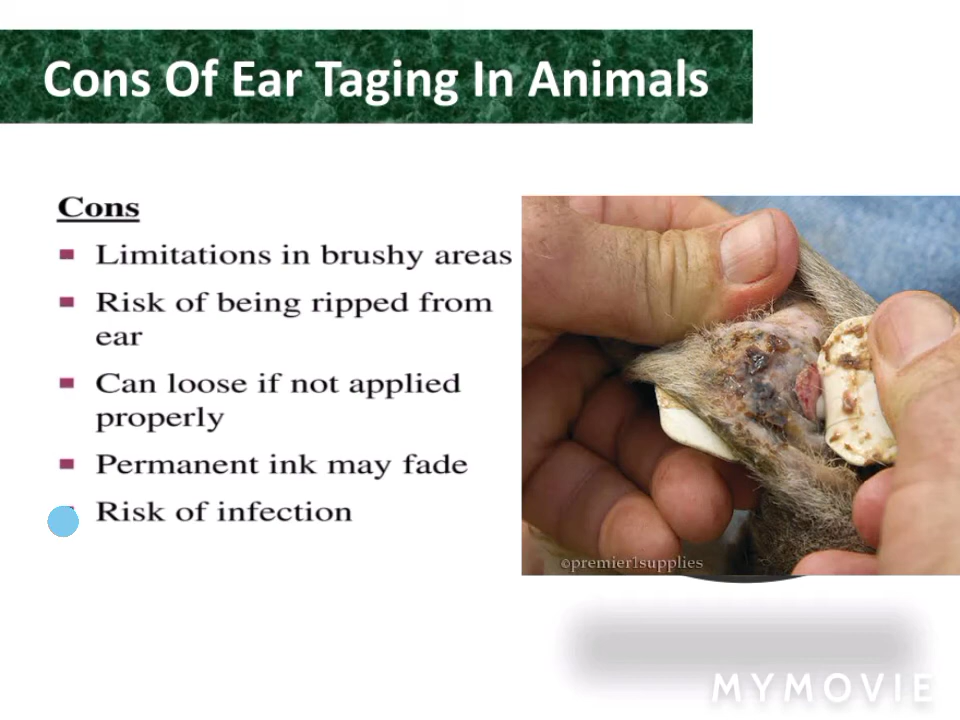 Cons Of Ear Taging In Animals
Cons
Limitations in brushy areas
Risk of being ripped from
ear
Can loose if not applied
properly
Permanent ink may fade
Risk of infection
©premier1supplies
MYMOVIE